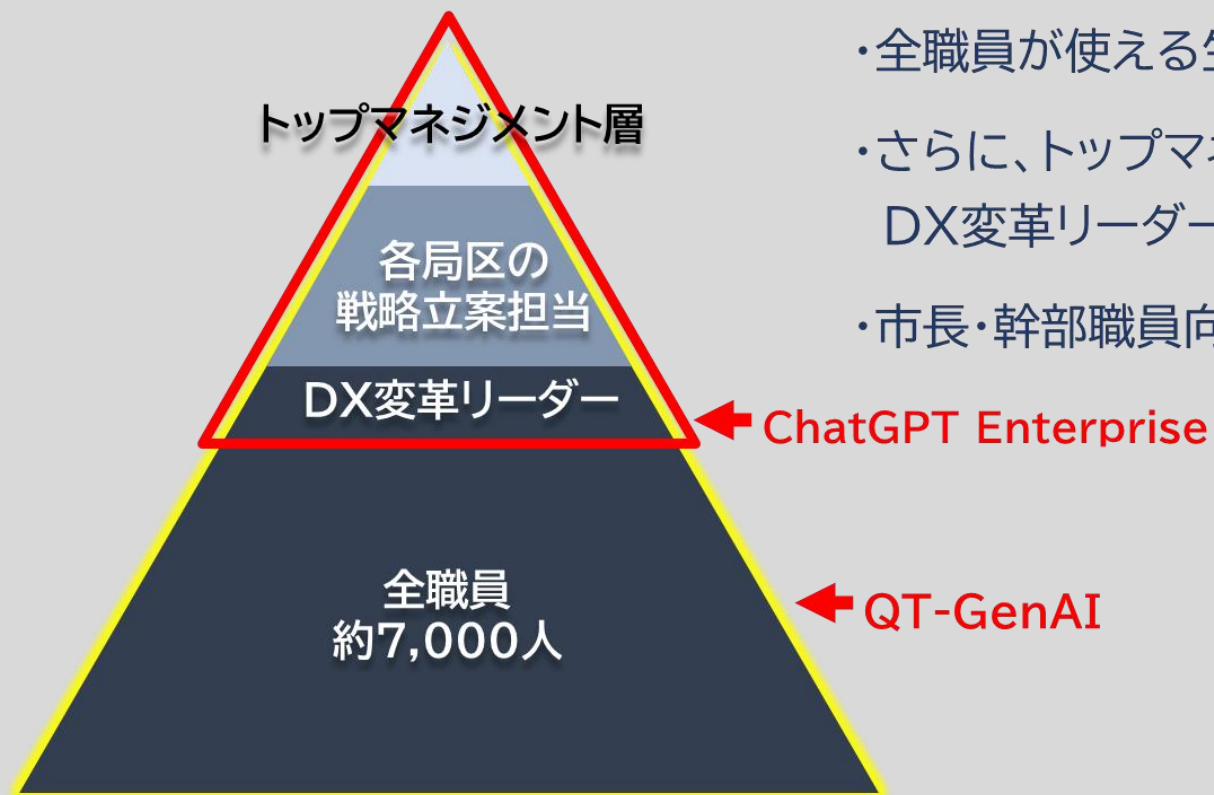 トップマネジメント層
各局区の
戦略立案担当
DX変革リーダー
全職員
約7,000人
・全職員が使える
・さらに、トップマ
DX変革リーダー
・市長・幹部職員向
ChatGPT Enterprise
QT-GenAI